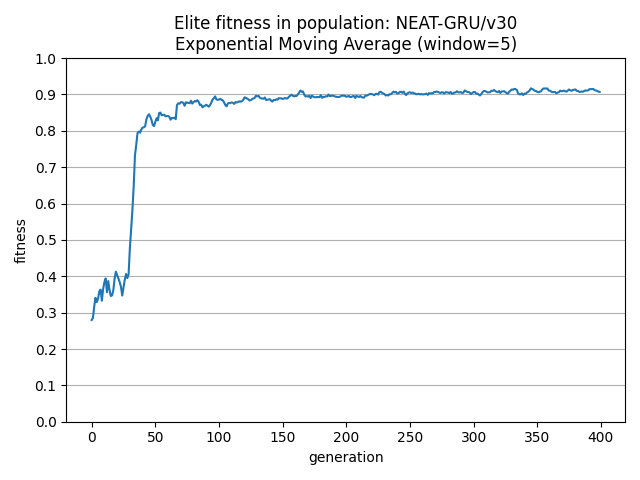 Elite fitness in population: NEAT-GRU/v30
Exponential Moving Average (window=5)
1.0
0.9
0.8
0.7
0.6
0.5
0.4
0.3
0.2
0.1
0.0
fitness
0 50 100 150 200 250 300 350 400
generation